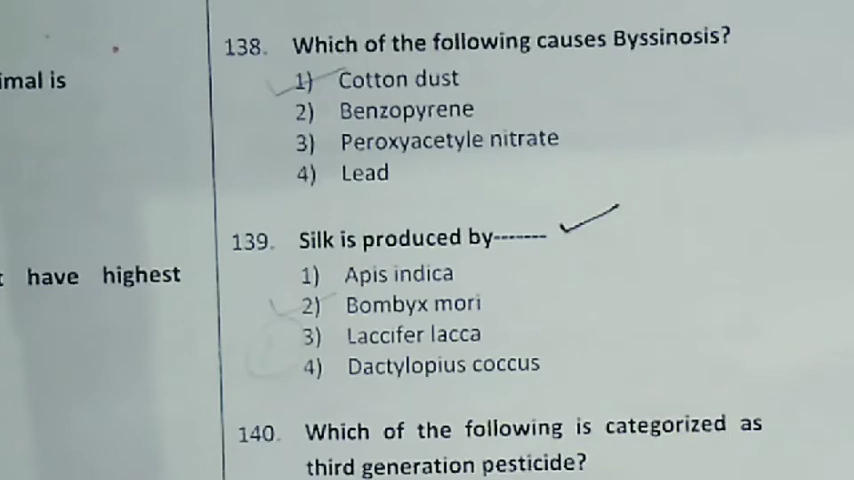 138. Which of the following causes Byssinosis?
imal is
1) Cotton dust
2) Benzopyrene
3) Peroxyacetyle nitrate
4) Lead
139. Silk is produced by-------
have highest
1) Apis indica
2) Bombyx mori
3) Laccifer lacca
4) Dactylopius coccus
140. Which of the following is categorized as
third generation pesticide?